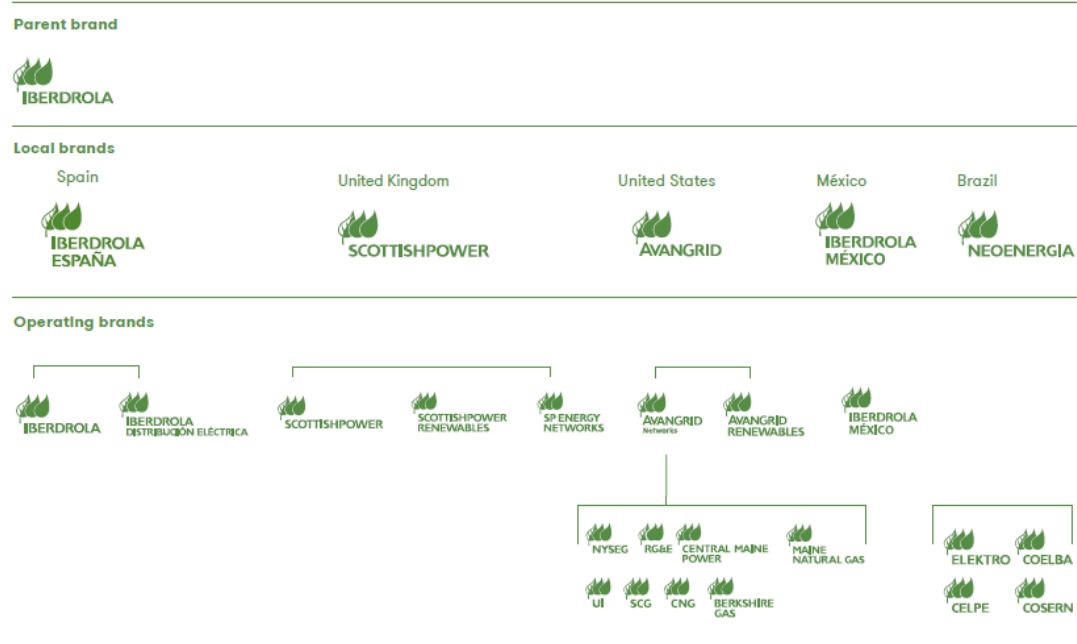 Parent brand
IBERDROLA
Local brands
Spain
United Kingdom
United States
México
Brazil
IBERDROLA
ESPAÑA
SCOTTISHPOWER
AVANGRID
IBERDROLA
MÉXICO
NEOENERGIA
Operating brands
IBERDROLA
IBERDROLA
DISTRIBUCIÓN ELÉCTRICA
SCOTTISHPOWER
SCOTTISHPOWER
RENEWABLES
SP ENERGY
NETWORKS
AVANGRID
Networks
AVANGRID
RENEWABLES
IBERDROLA
MÉXICO
NYSEG
RG&E
CENTRAL MAINE
POWER
MAINE
NATURAL GAS
ELEKTRO
COELBA
UI
SCG
CNG
BERKSHIRE
GAS
CELPE
COSERN